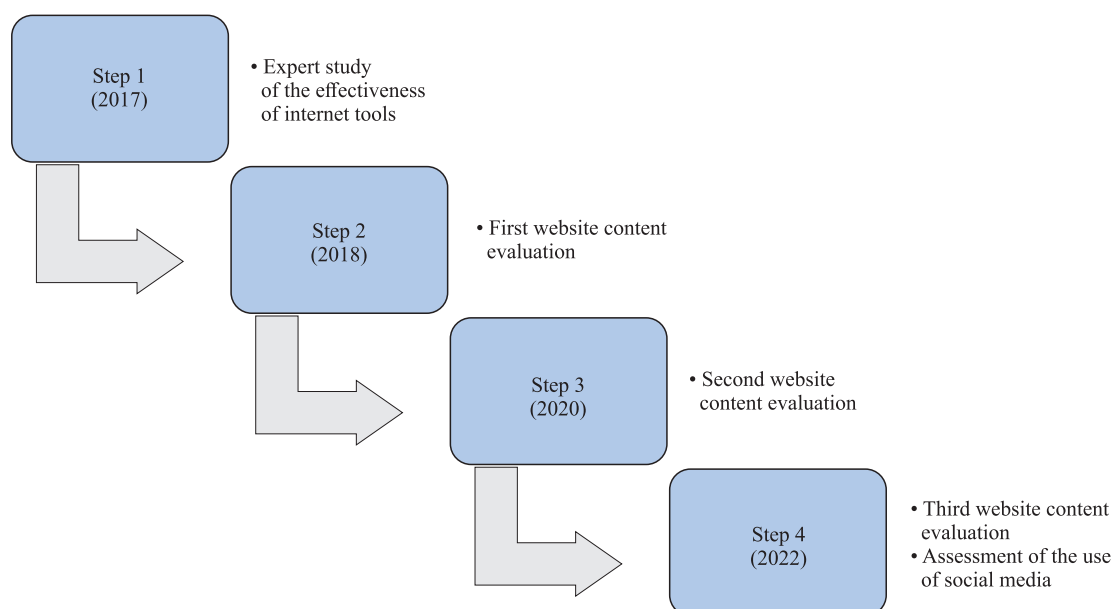 Step 1
(2017)
• Expert study
of the effectiveness
of internet tools
Step 2
(2018)
• First website content
evaluation
Step 3
(2020)
• Second website
content evaluation
Step 4
(2022)
• Third website content
evaluation
• Assessment of the use
of social media